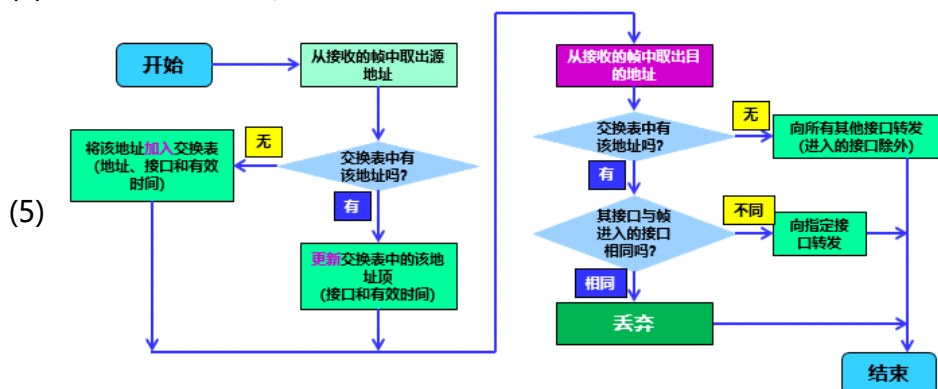 开始
从接收的帧中取出源
地址
交换表中有
该地址吗?
无
将该地址加入交换表
(地址、接口和有效
时间)
有
更新交换表中的该地
址顶
(接口和有效时间)
(5)
从接收的帧中取出目
的地址
交换表中有
该地址吗?
无
向所有其他接口转发
(进入的接口除外)
有
其接口与帧
进入的接口
相同吗?
不同
向指定接
口转发
相同
丢弃
结束